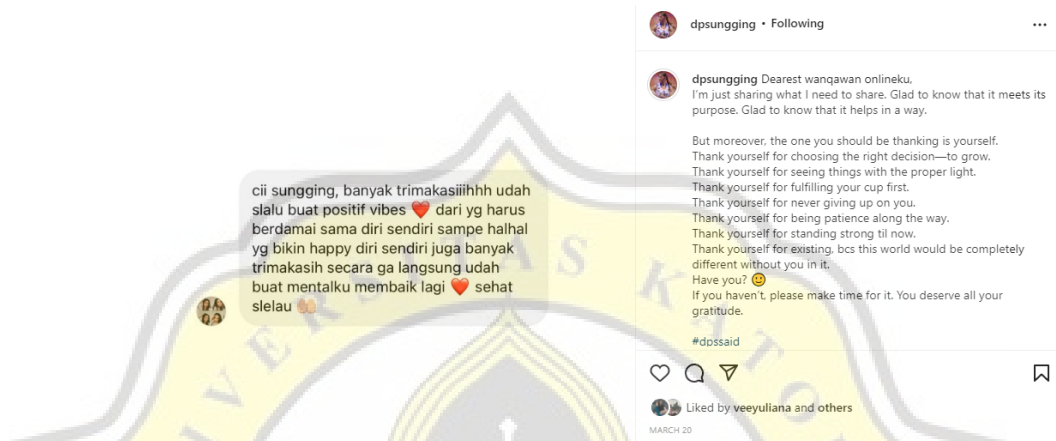 cii sungging, banyak trimakasiiihhh udah
slalu buat positif vibes ❤️ dari yg harus
berdamai sama diri sendiri sampe halhal
yg bikin happy diri sendiri juga banyak
trimakasih secara ga langsung udah
buat mentalku membaik lagi ❤️ sehat
slelau 🤲🏻
dpsungging • Following
dpsungging Dearest wanqawan onlineku,
I'm just sharing what I need to share. Glad to know that it meets its
purpose. Glad to know that it helps in a way.
But moreover, the one you should be thanking is yourself.
Thank yourself for choosing the right decision—to grow.
Thank yourself for seeing things with the proper light.
Thank yourself for fulfilling your cup first.
Thank yourself for never giving up on you.
Thank yourself for being patience along the way.
Thank yourself for standing strong til now.
Thank yourself for existing, bcs this world would be completely
different without you in it.
Have you? 🙂
If you haven't, please make time for it. You deserve all your
gratitude.
#dpssaid
Liked by veeyuliana and others
MARCH 20